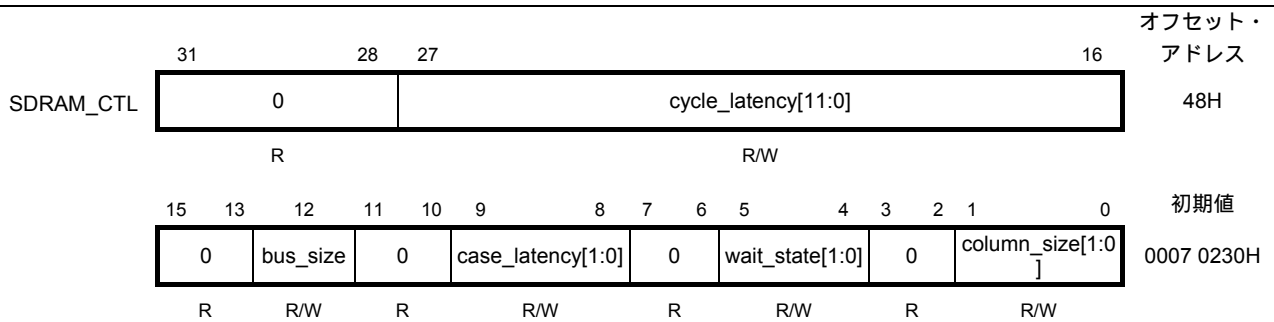 オフセット・
31 28 27 16 アドレス
SDRAM_CTL 0 cycle_latency[11:0] 48H
R R/W
15 13 12 11 10 9 8 7 6 5 4 3 2 1 0 初期値
0 bus_size 0 case_latency[1:0] 0 wait_state[1:0] 0 column_size[1:0
] 0007 0230H
R R/W R R/W R R/W R R/W